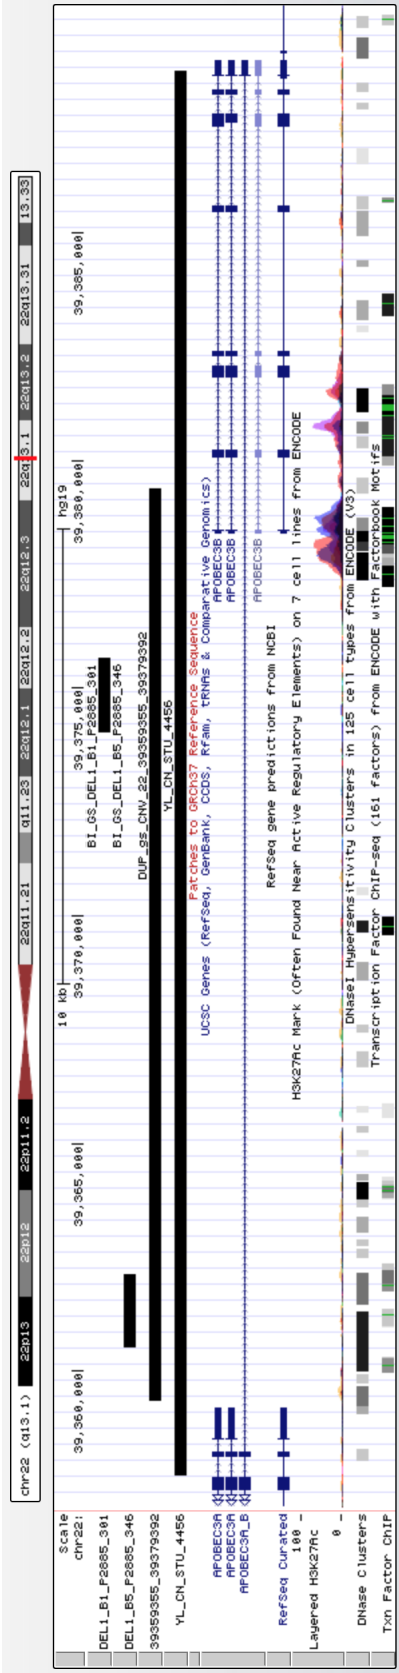 chr22 (q13.1) 22p13 22p12 22p11.2 22q11.21 q11.23 22q12.1 22q12.2 22q12.3 22q13.1 22q13.2 22q13.31 13.33
Scale 10 kb hg19
chr22: 39,360,000 39,365,000 39,370,000 39,375,000 39,380,000 39,385,000
BI_GS_DEL1_B1_P2885_301
DEL1_B1_P2885_301
BI_GS_DEL1_B5_P2885_346
DEL1_B5_P2885_346
DUP_gs_CNV_22_39359355_39379392
39359355_39379392
YL_CN_STU_4456
YL_CN_STU_4456
Patches to GRCh37 Reference Sequence
UCSC Genes (RefSeq, GenBank, CCDS, Rfam, tRNAs & Comparative Genomics)
APOBEC3A APOBEC3B
APOBEC3A APOBEC3B
APOBEC3A_B
APOBEC3B
RefSeq gene predictions from NCBI
RefSeq Curated
H3K27Ac Mark (Often Found Near Active Regulatory Elements) on 7 cell lines from ENCODE
100
Layered H3K27Ac
0
DNaseI Hypersensitivity Clusters in 125 cell types from ENCODE (V3)
DNase Clusters
Transcription Factor ChIP-seq (161 factors) from ENCODE with Factorbook Motifs
Txn Factor ChIP